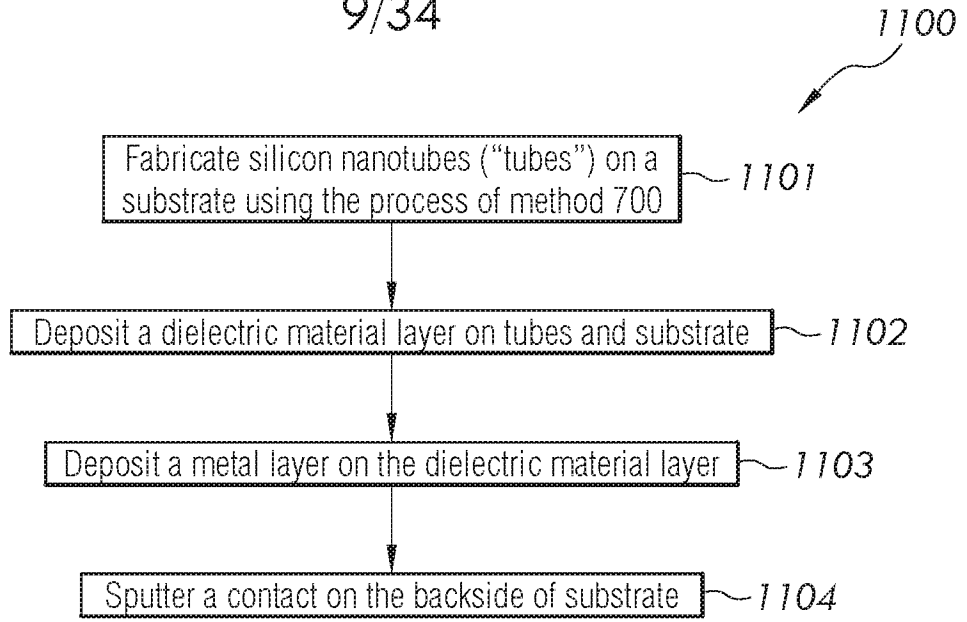 9/34
1100
Fabricate silicon nanotubes (“tubes”) on a
substrate using the process of method 700
1101
Deposit a dielectric material layer on tubes and substrate
1102
Deposit a metal layer on the dielectric material layer
1103
Sputter a contact on the backside of substrate
1104